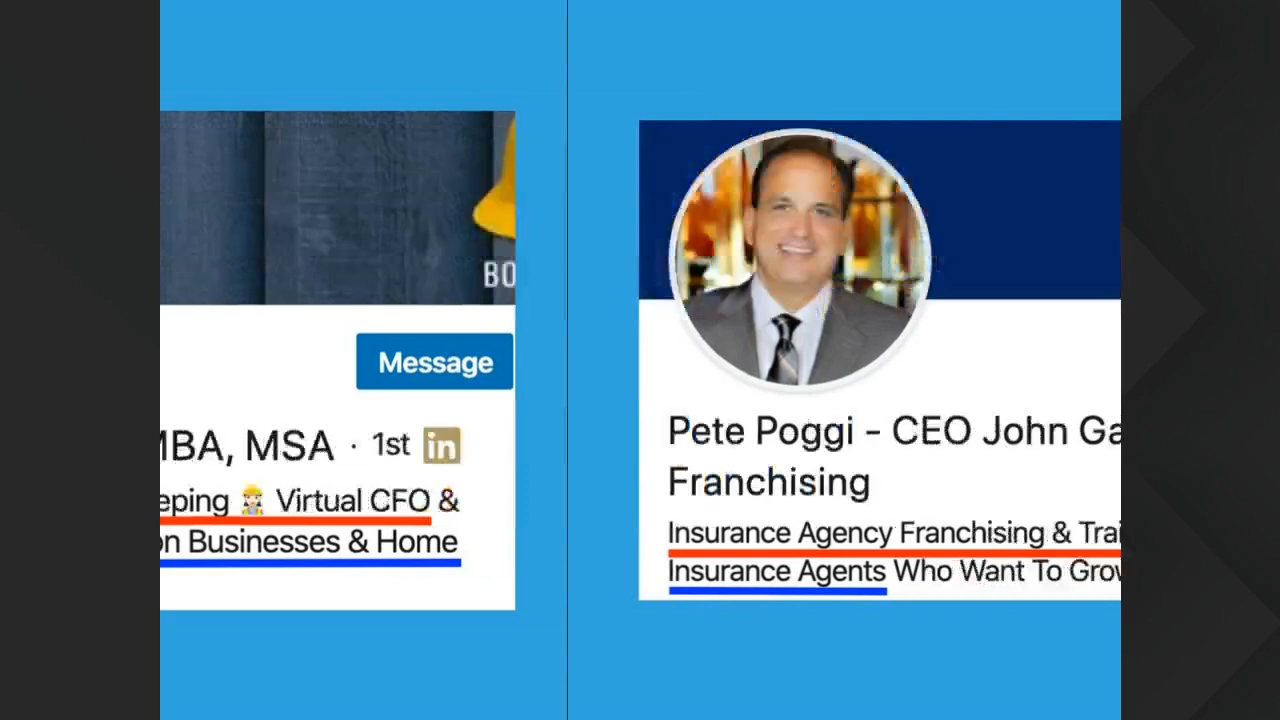 BO
Message
MBA, MSA · 1st in
eping 👷🏻‍♀️ Virtual CFO &
on Businesses & Home
Pete Poggi - CEO John Ga
Franchising
Insurance Agency Franchising & Trai
Insurance Agents Who Want To Grow